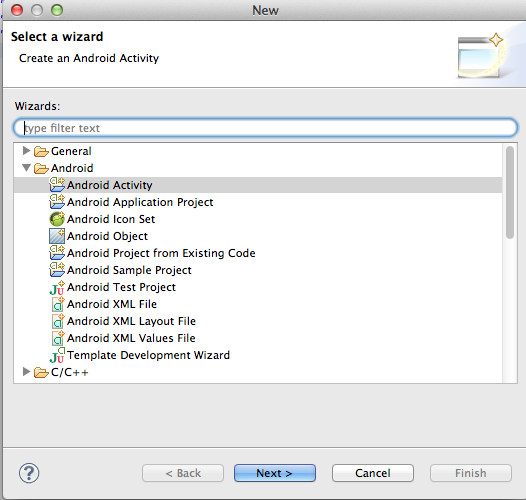 New
Select a wizard
Create an Android Activity
Wizards:
type filter text
General
Android
Android Activity
Android Application Project
Android Icon Set
Android Object
Android Project from Existing Code
Android Sample Project
Android Test Project
Android XML File
Android XML Layout File
Android XML Values File
Template Development Wizard
C/C++
?
< Back
Next >
Cancel
Finish